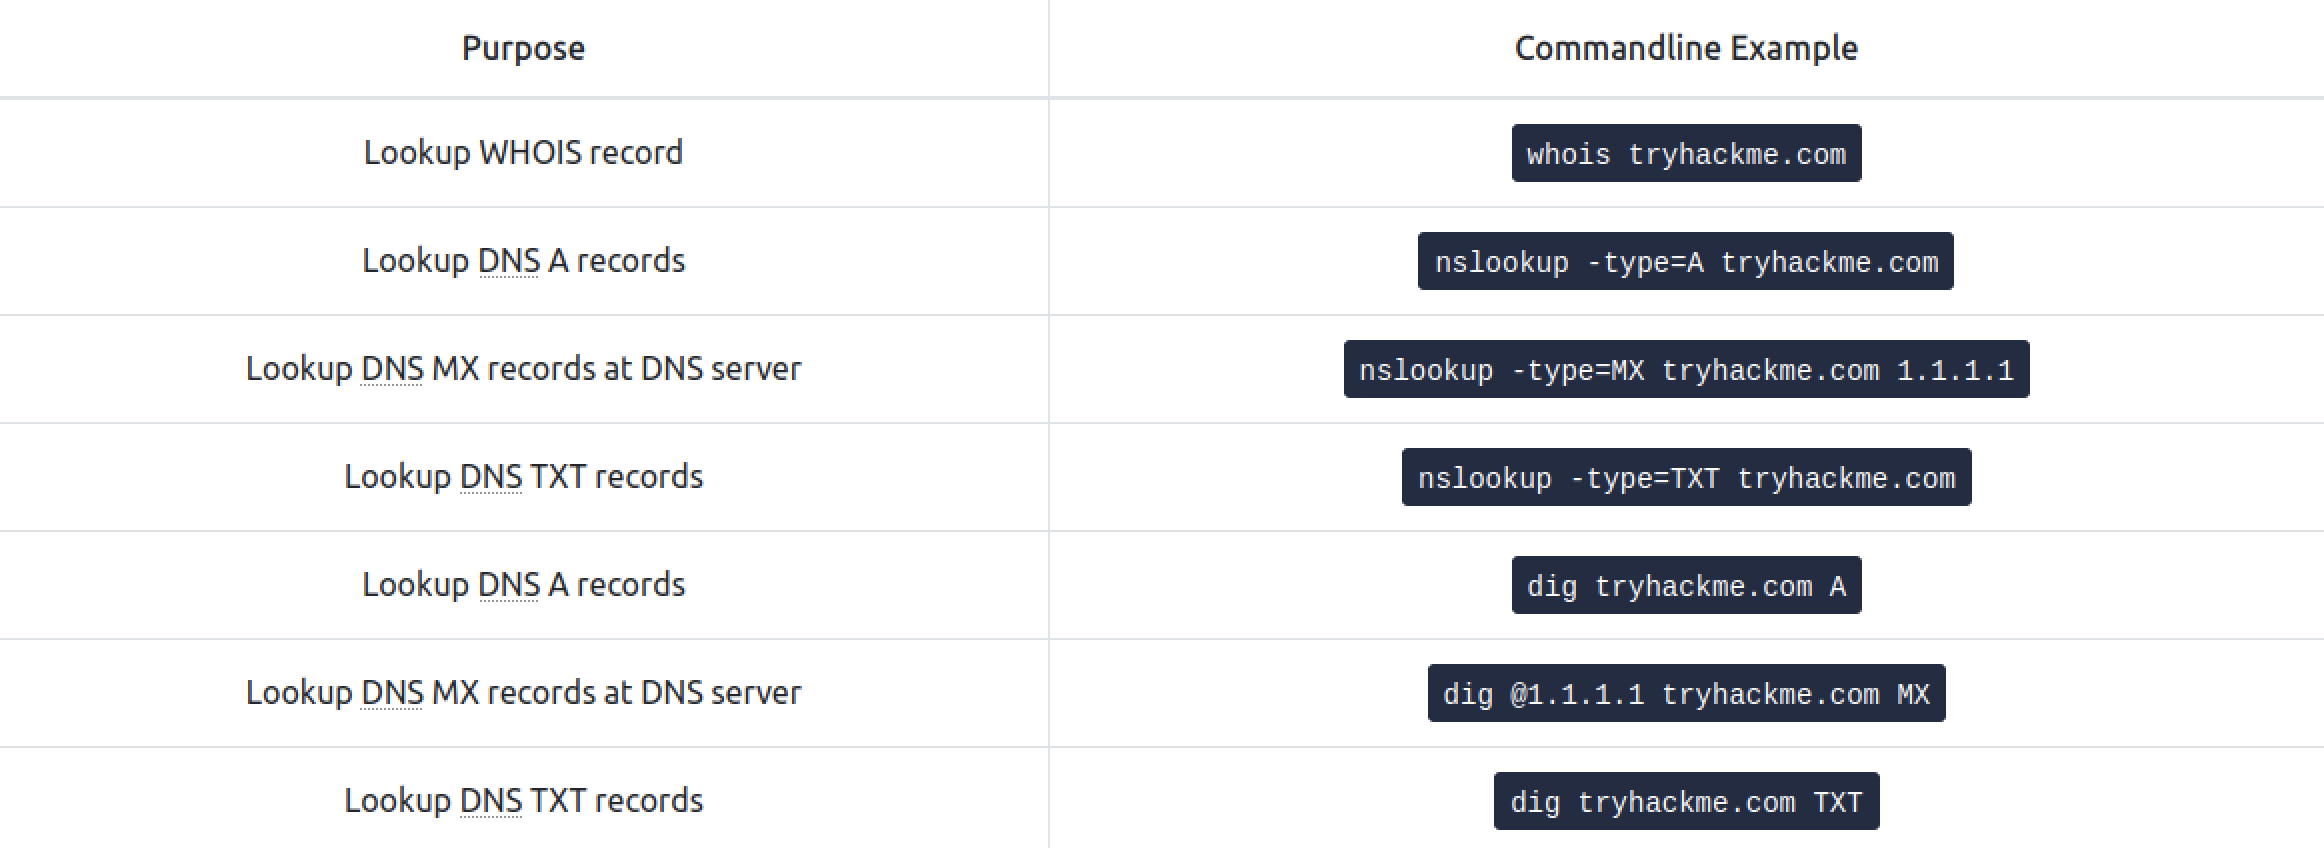 Purpose Commandline Example
Lookup WHOIS record whois tryhackme.com
Lookup DNS A records nslookup -type=A tryhackme.com
Lookup DNS MX records at DNS server nslookup -type=MX tryhackme.com 1.1.1.1
Lookup DNS TXT records nslookup -type=TXT tryhackme.com
Lookup DNS A records dig tryhackme.com A
Lookup DNS MX records at DNS server dig @1.1.1.1 tryhackme.com MX
Lookup DNS TXT records dig tryhackme.com TXT